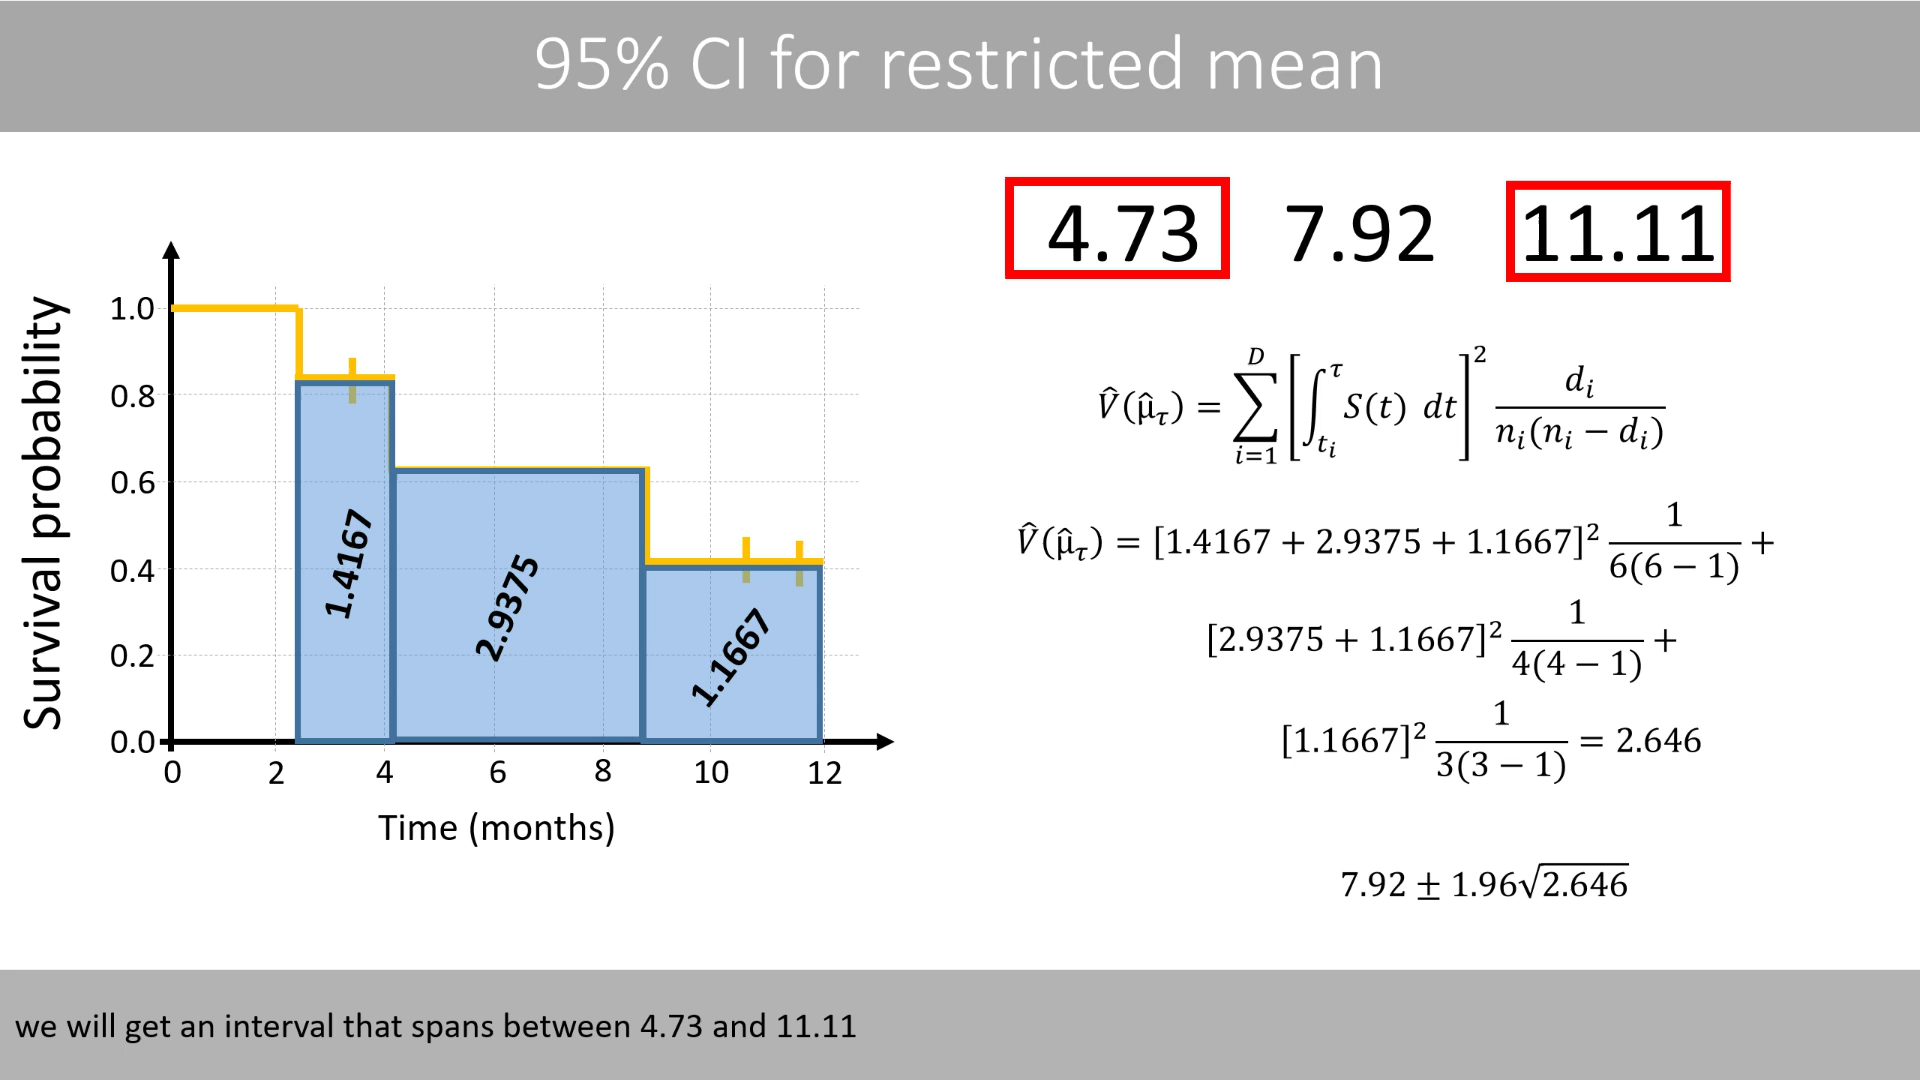 95% CI for restricted mean
4.73 7.92 11.11
Survival probability
1.0
0.8
0.6
0.4
0.2
0.0
0 2 4 6 8 10 12
Time (months)
1.4167
2.9375
1.1667
V̂(μ̂_τ) = ∑_{i=1}^{D} [∫_{t_i}^{τ} S(t) dt]² d_i / n_i(n_i − d_i)
V̂(μ̂_τ) = [1.4167 + 2.9375 + 1.1667]² 1/6(6 − 1) +
[2.9375 + 1.1667]² 1/4(4 − 1) +
[1.1667]² 1/3(3 − 1) = 2.646
7.92 ± 1.96√2.646
we will get an interval that spans between 4.73 and 11.11